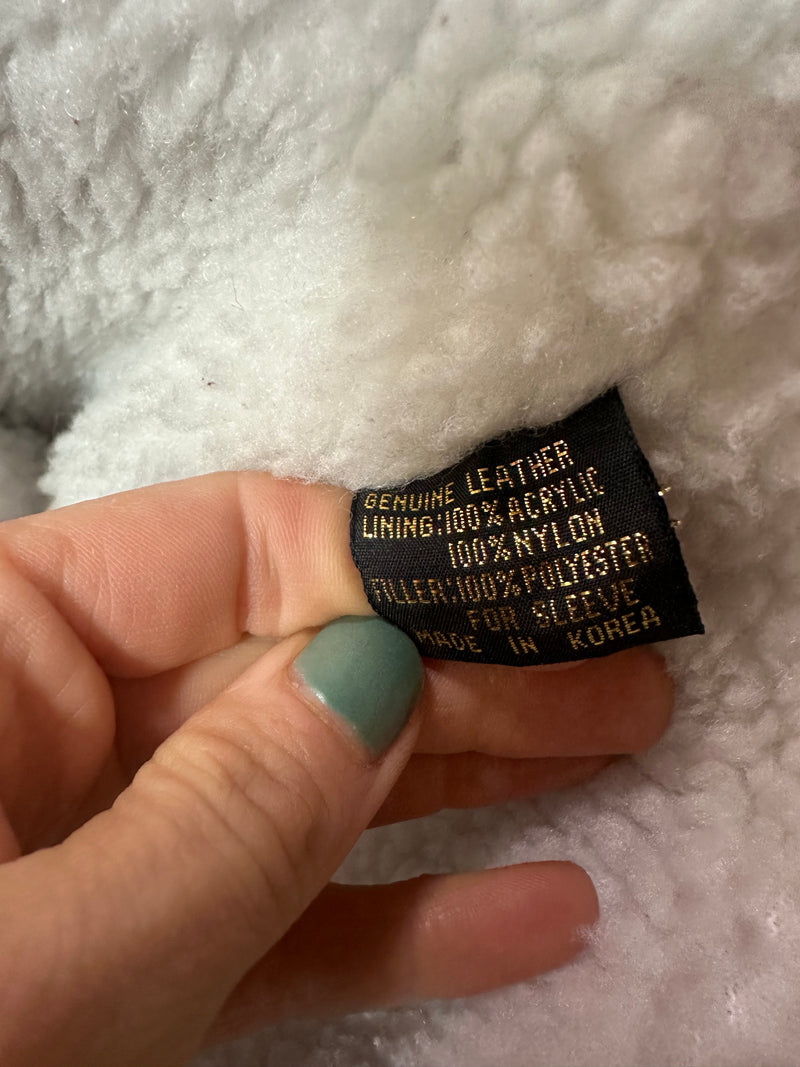 GENUINE LEATHER
LINING:100%ACRYLIC
100%NYLON
FILLER:100%POLYESTER
FOR SLEEVE
MADE IN KOREA